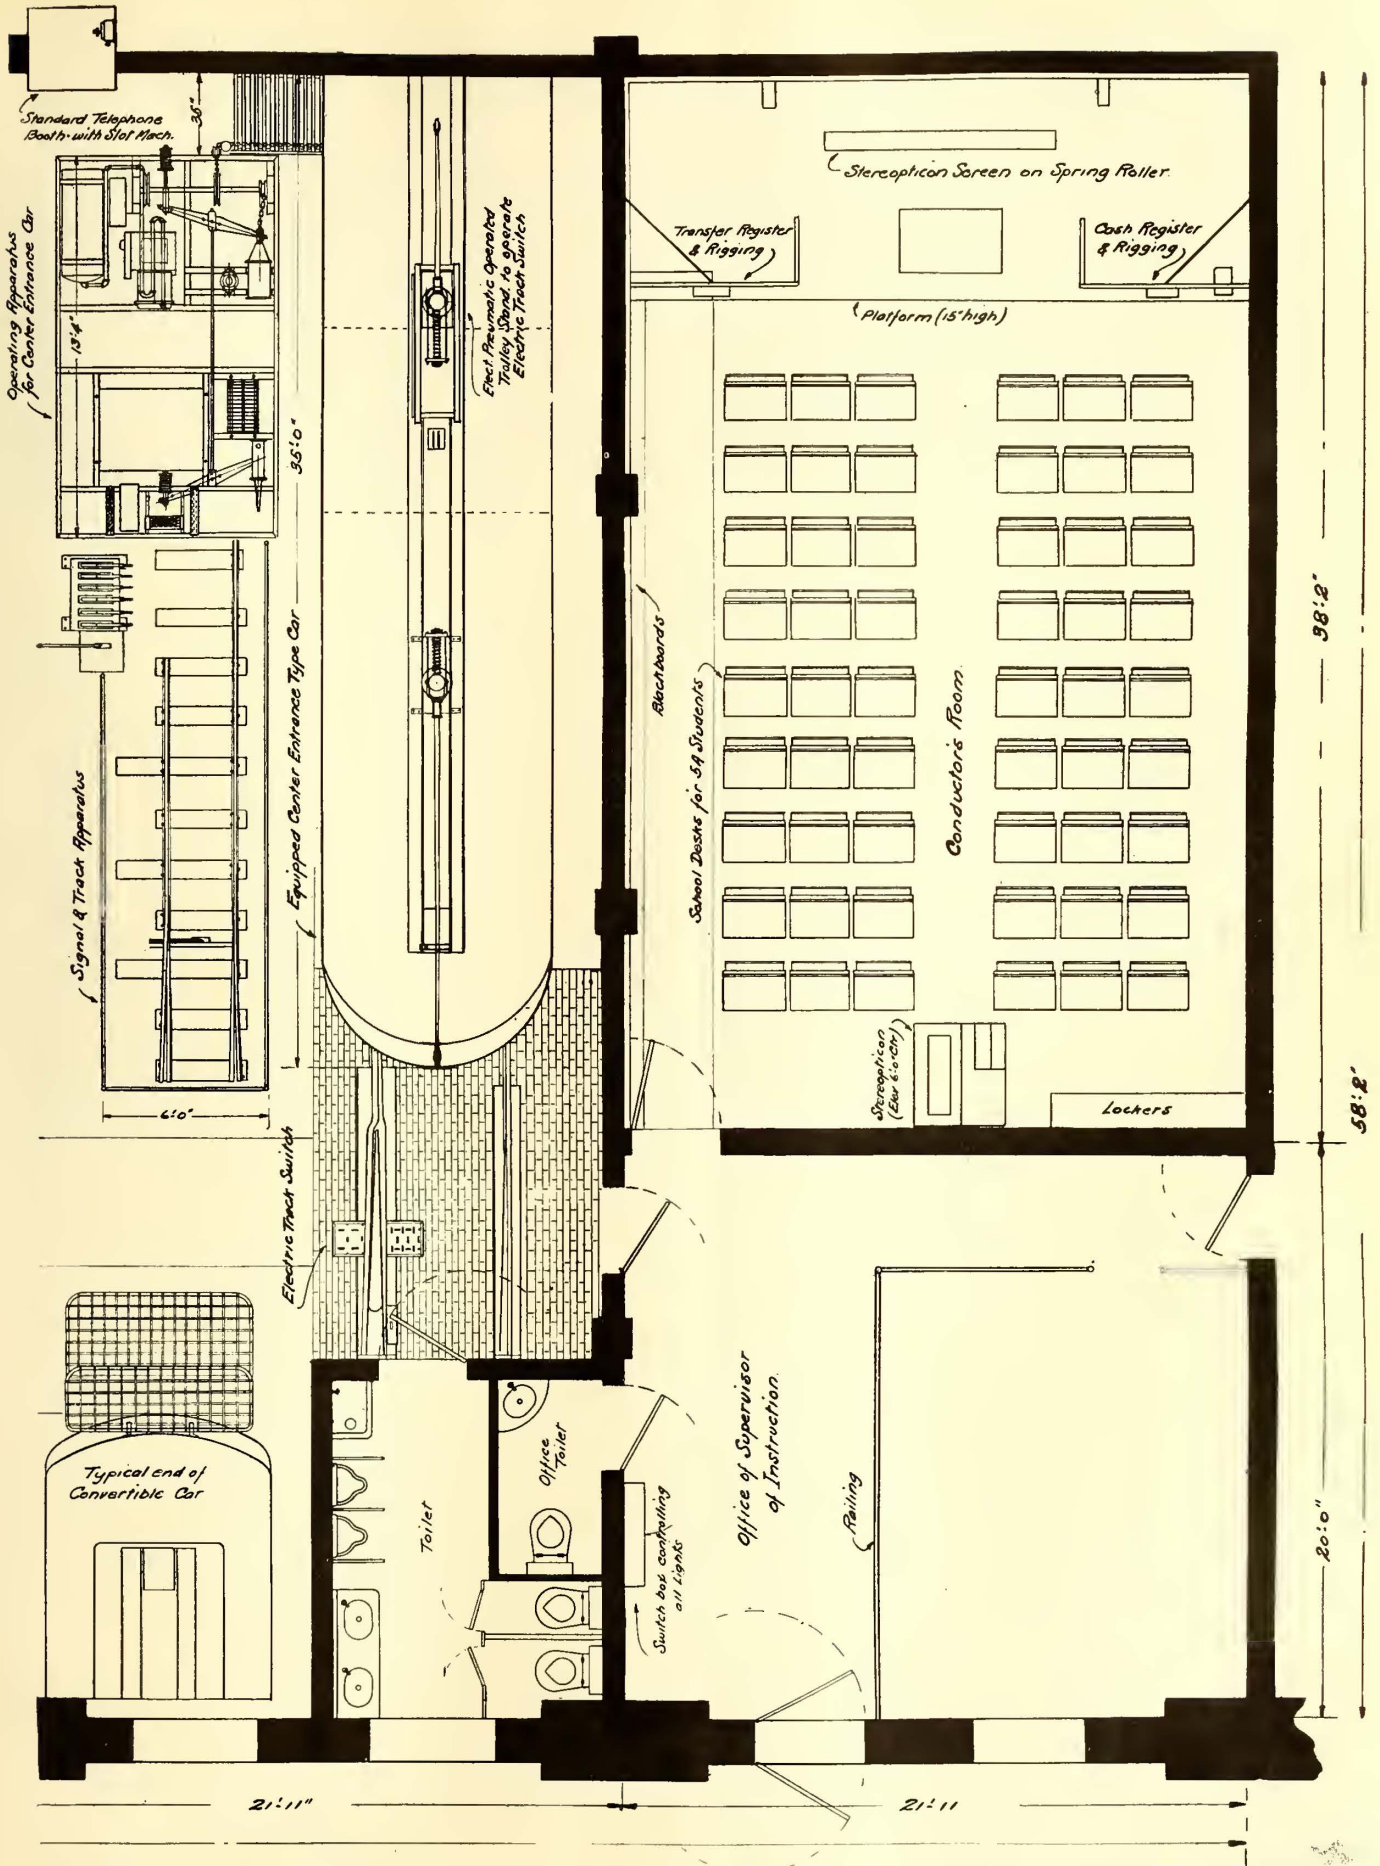 Standard Telephone
Booth with Slot Mach.
36"
Operating Apparatus
for Center Entrance Car
13'4"
Elect. Pneumatic Operated
Trolley Stand, to operate
Electric Track Switch
35'-0"
Equipped Center Entrance Type Car
Signal & Track Apparatus
6'-0"
Electric Track Switch
Typical end of
Convertible Car
Toilet
Office
Toilet
Switch box controlling
all Lights
Office of Supervisor
of Instruction.
Railing
Stereopticon Screen on Spring Roller.
Transfer Register
& Rigging
Cash Register
& Rigging
Platform (15" high)
Blackboards
School Desks for 54 Students
Conductor's Room
Stereopticon
Lockers
38'-2"
58'-2"
20'-0"
21'-11"
21'-11